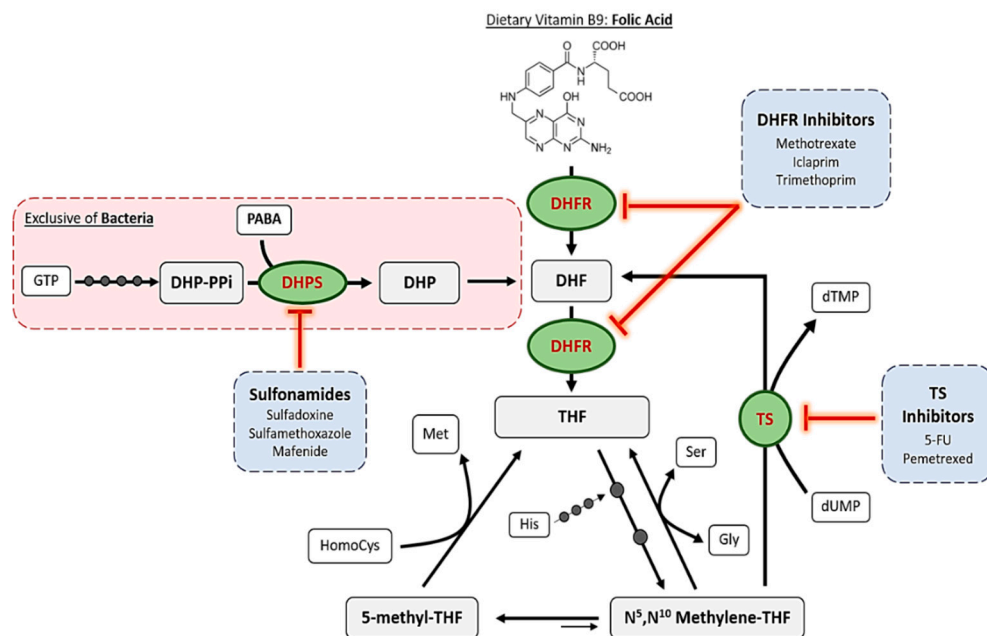 Dietary Vitamin B9: Folic Acid
O
COOH
N
H
COOH
HN
OH
N
N
N
N
NH₂
DHFR Inhibitors
Methotrexate
Iclaprim
Trimethoprim
Exclusive of Bacteria
PABA
DHFR
GTP
DHP-PPi
DHPS
DHP
DHF
dTMP
DHFR
Sulfonamides
Sulfadoxine
Sulfamethoxazole
Mafenide
THF
TS
TS
Inhibitors
5-FU
Pemetrexed
Met
Ser
His
dUMP
HomoCys
Gly
5-methyl-THF
N⁵,N¹⁰ Methylene-THF